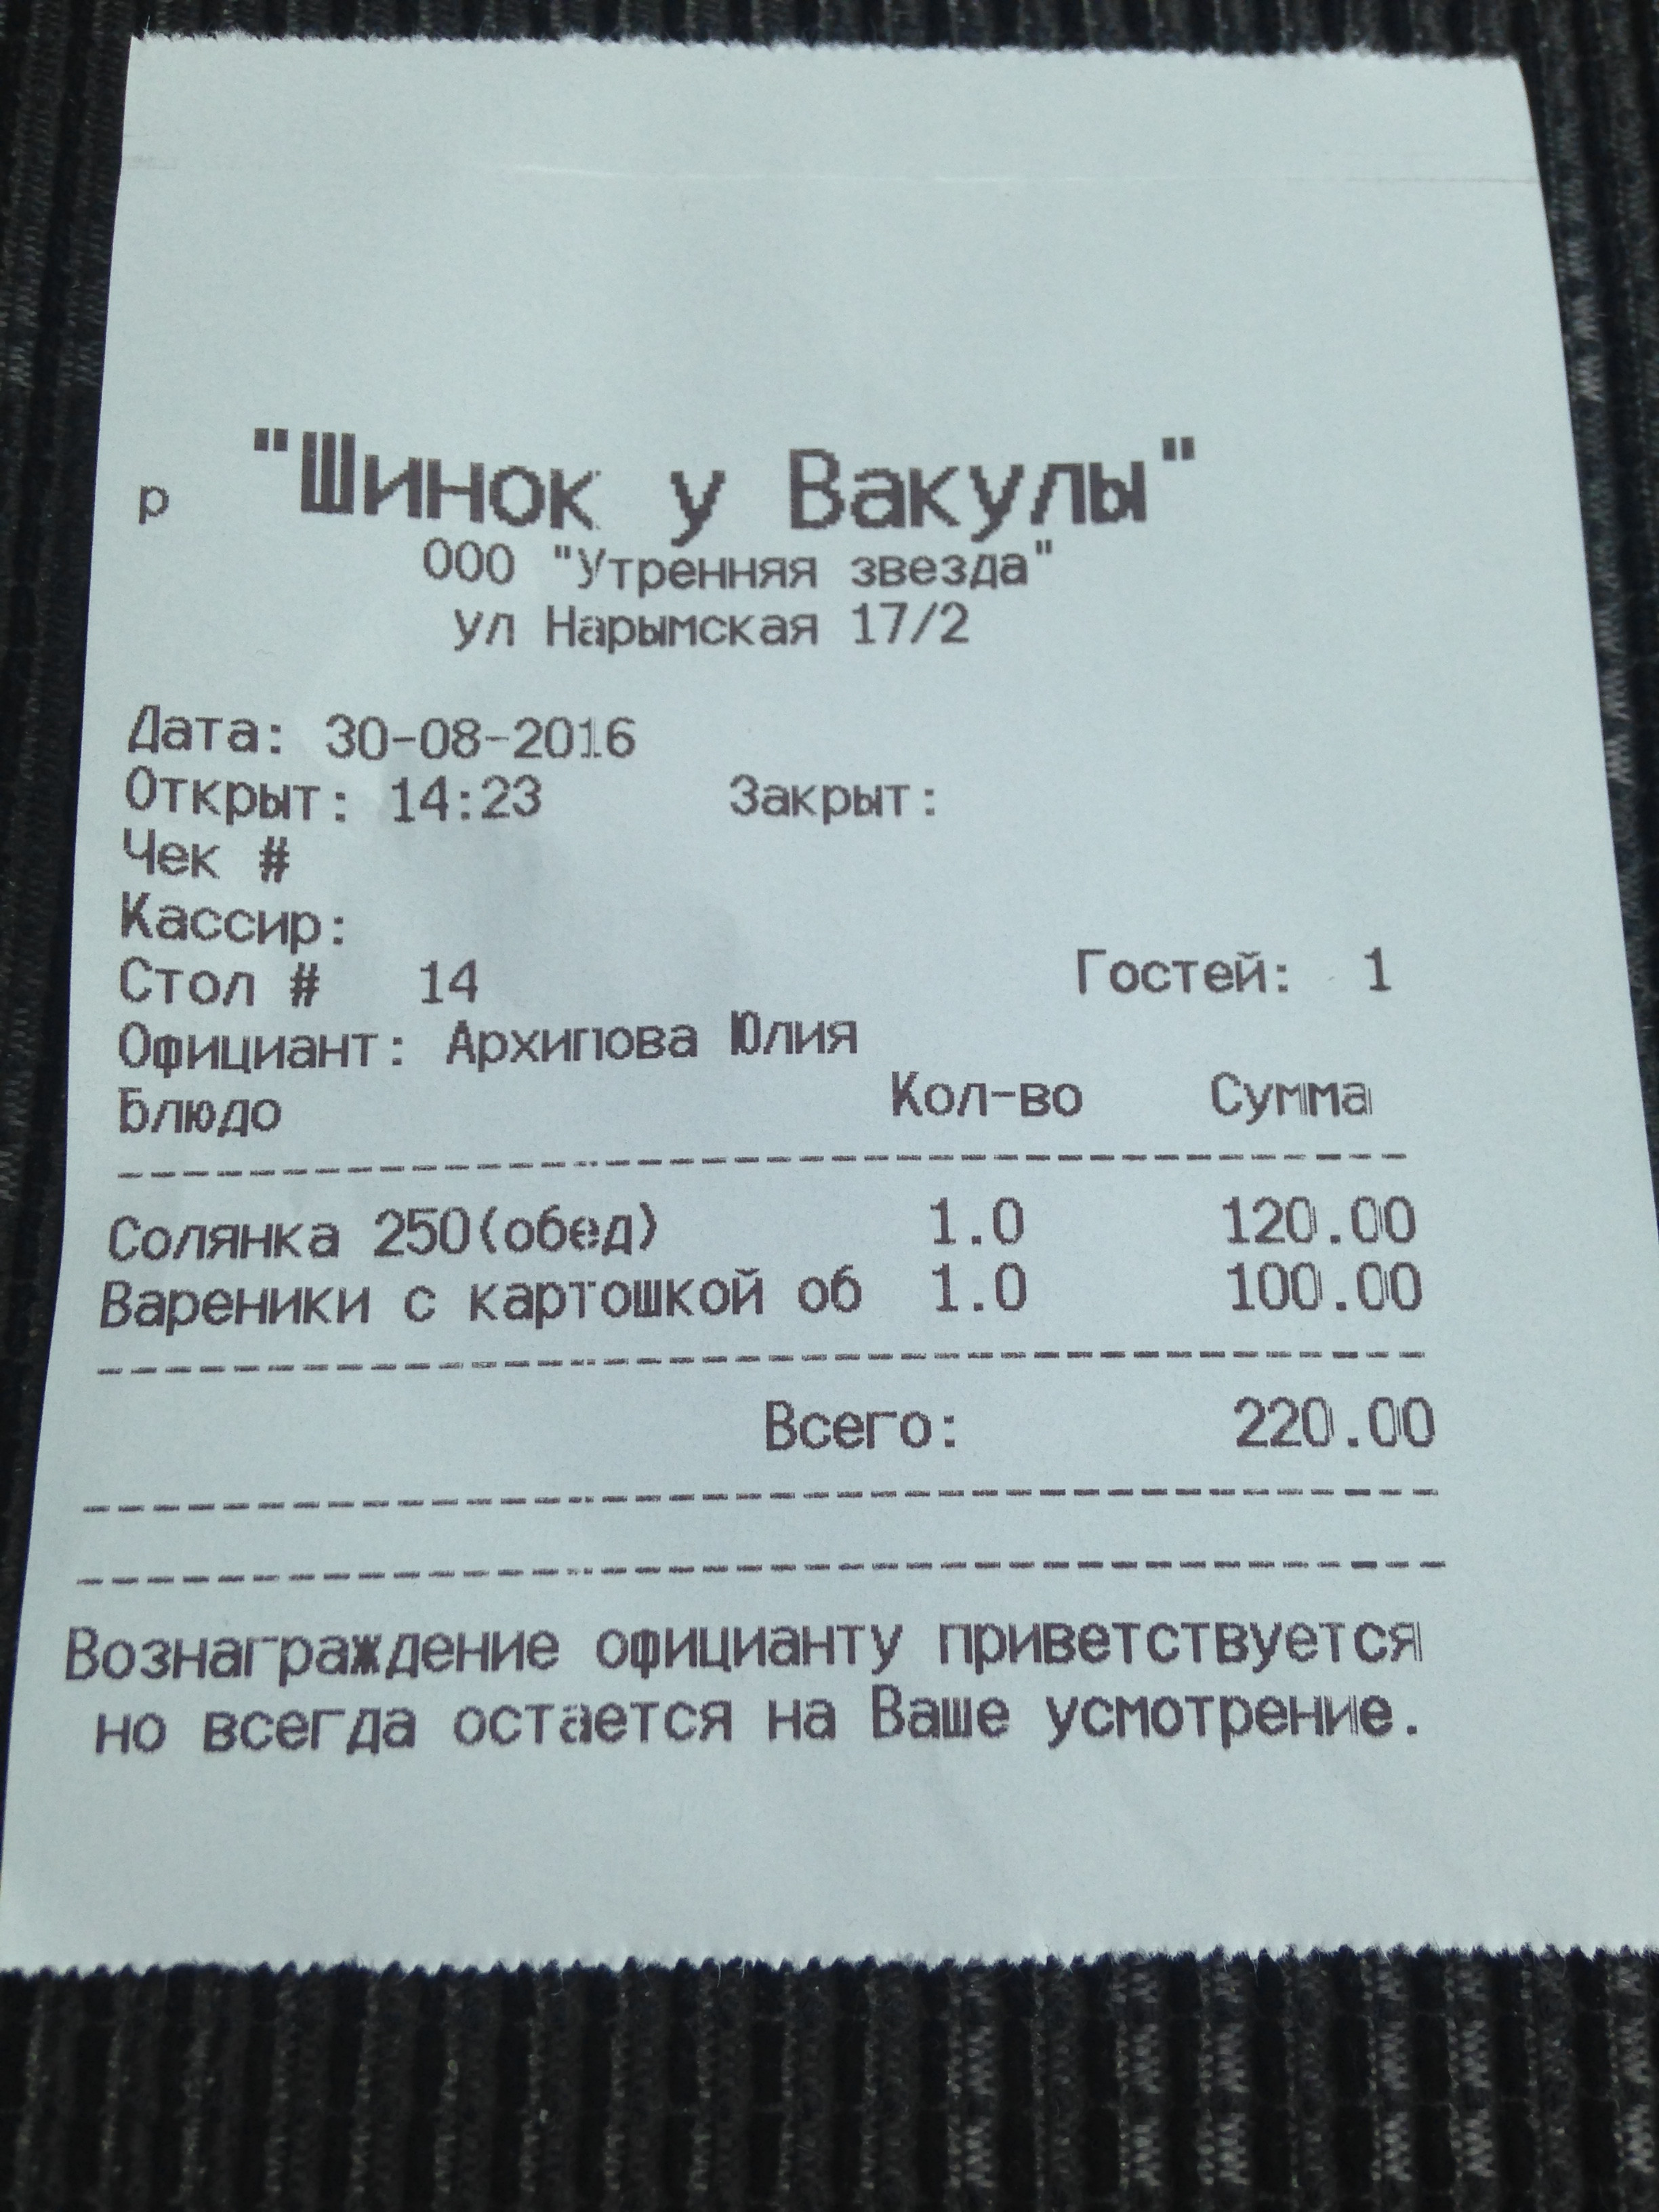 р "Шинок у Вакулы"
ООО "Утренняя звезда"
ул Нарымская 17/2
Дата: 30-08-2016
Открыт: 14:23 Закрыт:
Чек #
Кассир:
Стол # 14 Гостей: 1
Официант: Архипова Юлия
Блюдо Кол-во Сумма
--------------------------------------
Солянка 250(обед) 1.0 120.00
Вареники с картошкой об 1.0 100.00
--------------------------------------
Всего: 220.00
--------------------------------------
--------------------------------------
Вознаграждение официанту приветствуется
но всегда остается на Ваше усмотрение.